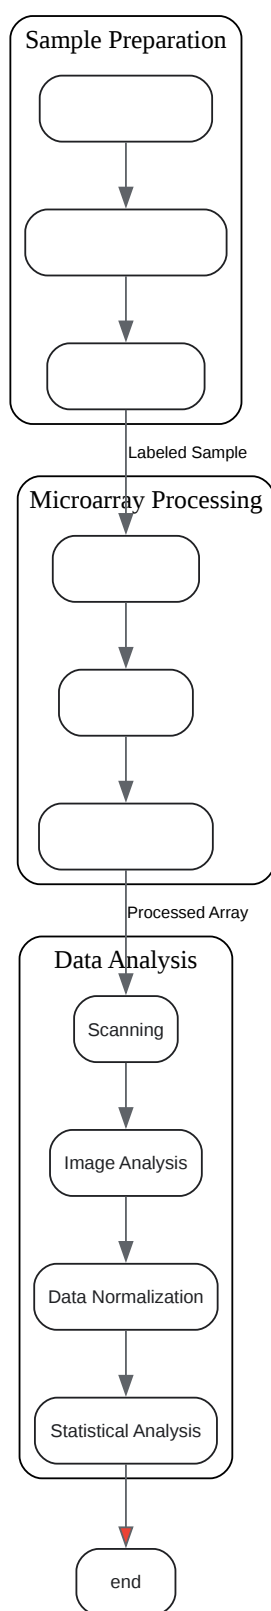 Sample Preparation
Labeled Sample
Microarray Processing
Processed Array
Data Analysis
Scanning
Image Analysis
Data Normalization
Statistical Analysis
end